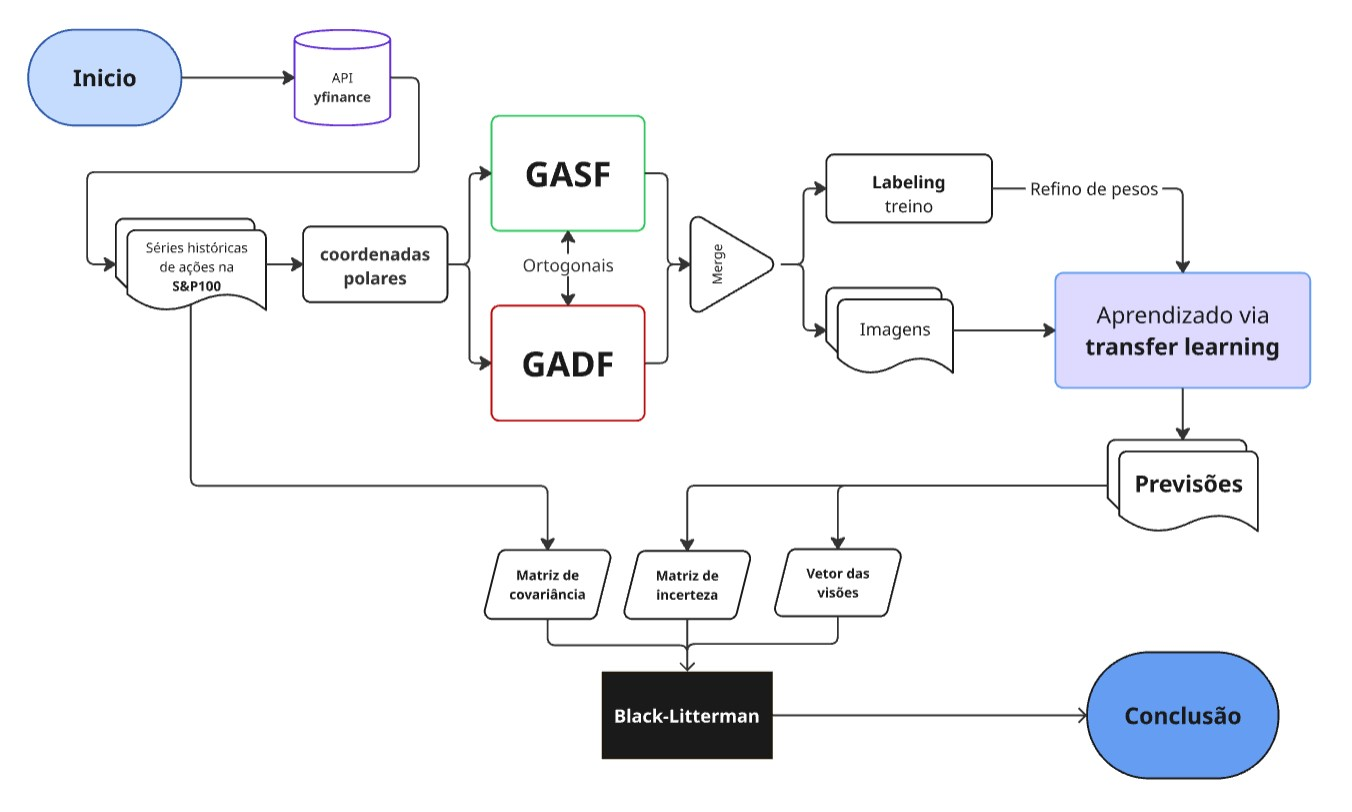 Inicio
API
yfinance
GASF
Labeling
treino
Refino de pesos
Séries históricas
de ações na
S&P100
coordenadas
polares
Ortogonais
Merge
Imagens
Aprendizado via
transfer learning
GADF
Previsões
Matriz de
covariância
Matriz de
incerteza
Vetor das
visões
Black-Litterman
Conclusão